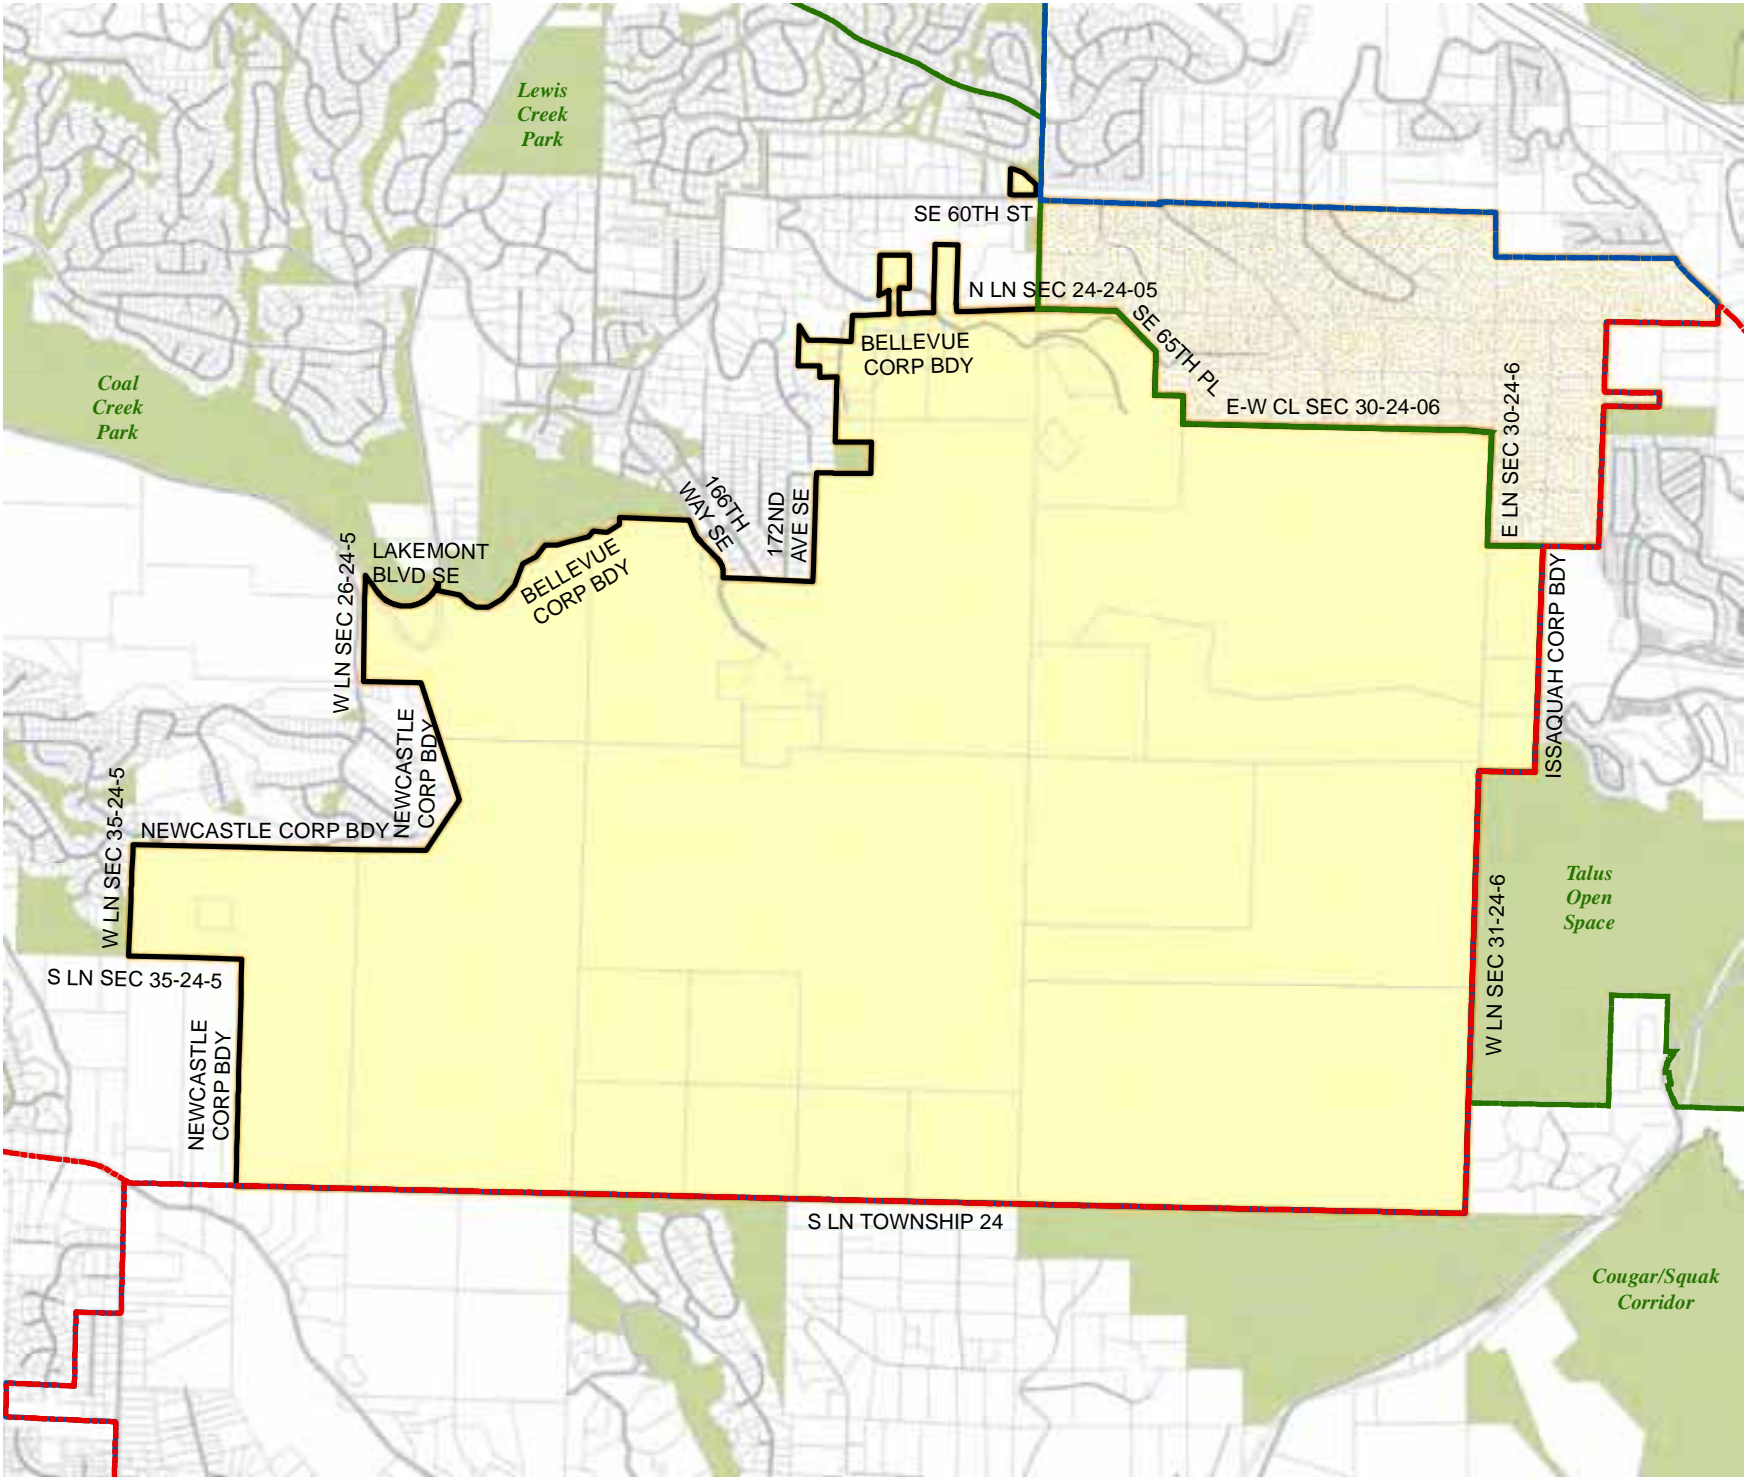 Lewis
Creek
Park
SE 60TH ST
N LN SEC 24-24-05
SE 65TH PL
BELLEVUE
CORP BDY
Coal
Creek
Park
E-W CL SEC 30-24-06
E LN SEC 30-24-6
166TH
WAY SE
172ND
AVE SE
LAKEMONT
BLVD SE
BELLEVUE
CORP BDY
W LN SEC 26-24-5
ISSAQUAH CORP BDY
NEWCASTLE
CORP BDY
NEWCASTLE CORP BDY
W LN SEC 35-24-5
Talus
Open
Space
W LN SEC 31-24-6
S LN SEC 35-24-5
NEWCASTLE
CORP BDY
S LN TOWNSHIP 24
Cougar/Squak
Corridor